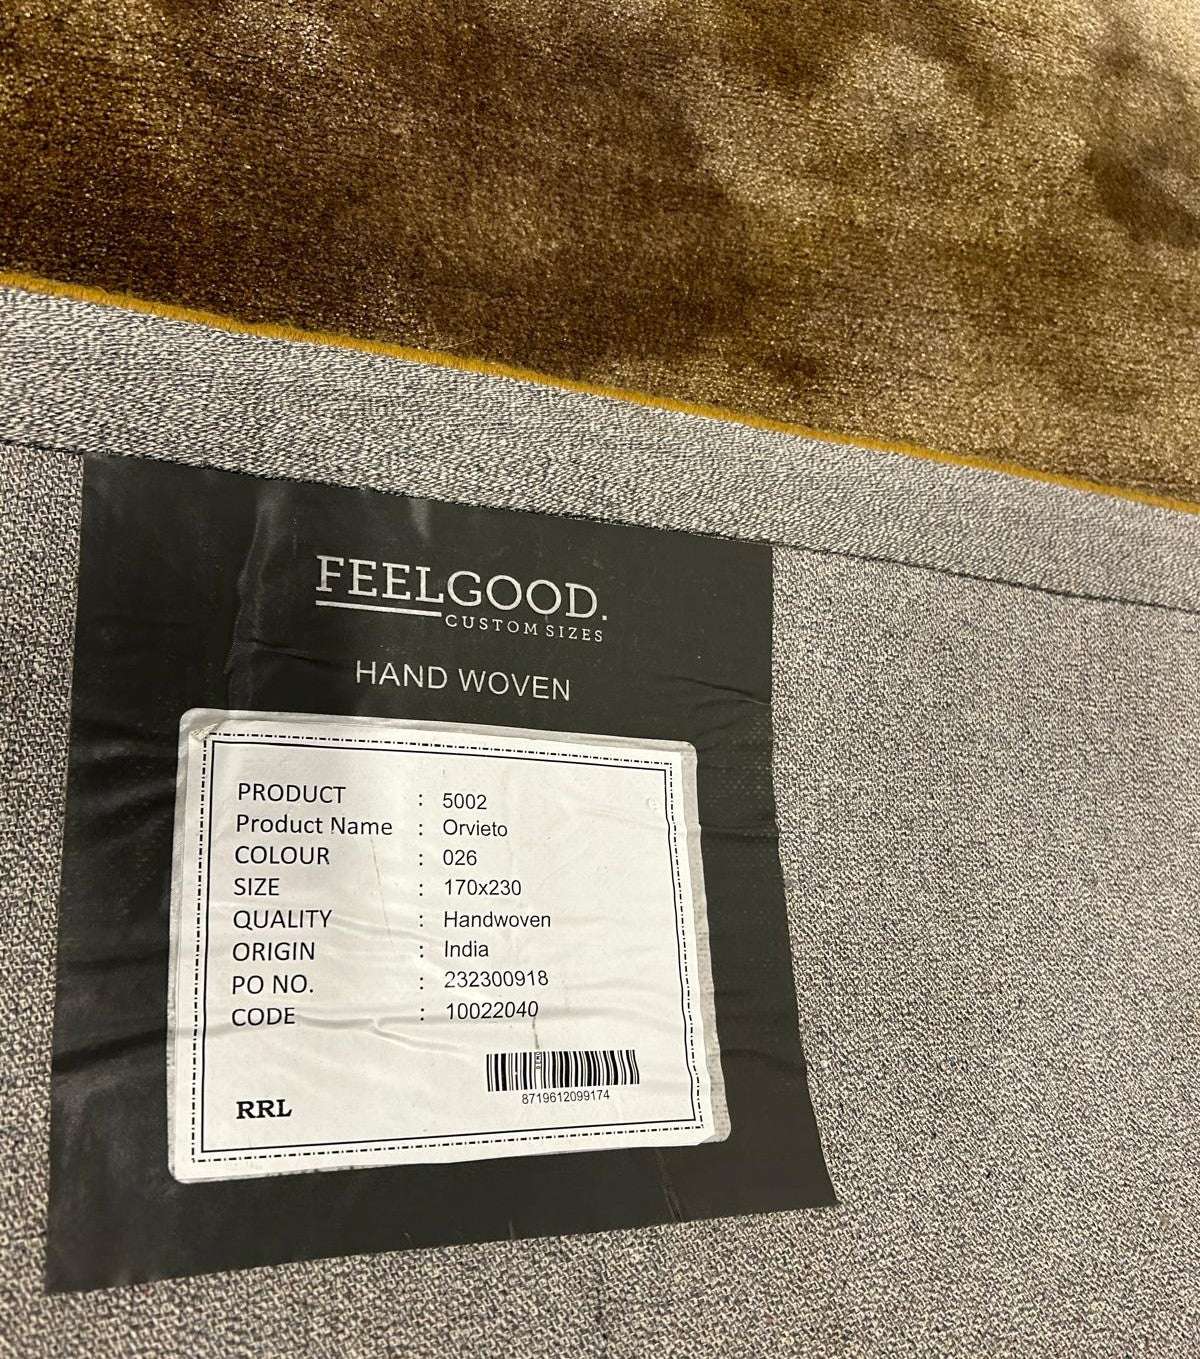 FEELGOOD.
CUSTOM SIZES
HAND WOVEN
PRODUCT : 5002
Product Name : Orvieto
COLOUR : 026
SIZE : 170x230
QUALITY : Handwoven
ORIGIN : India
PO NO. : 232300918
CODE : 10022040
8719612099174
RRL